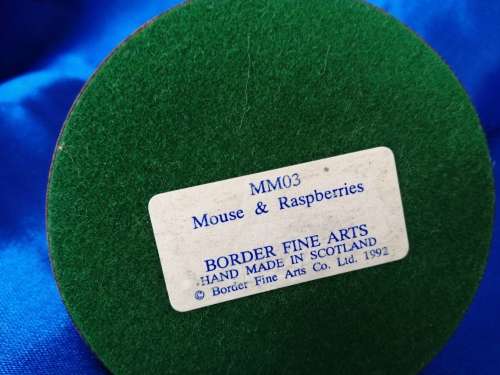 MM03
Mouse & Raspberries
BORDER FINE ARTS
HAND MADE IN SCOTLAND
© Border Fine Arts Co. Ltd. 1992